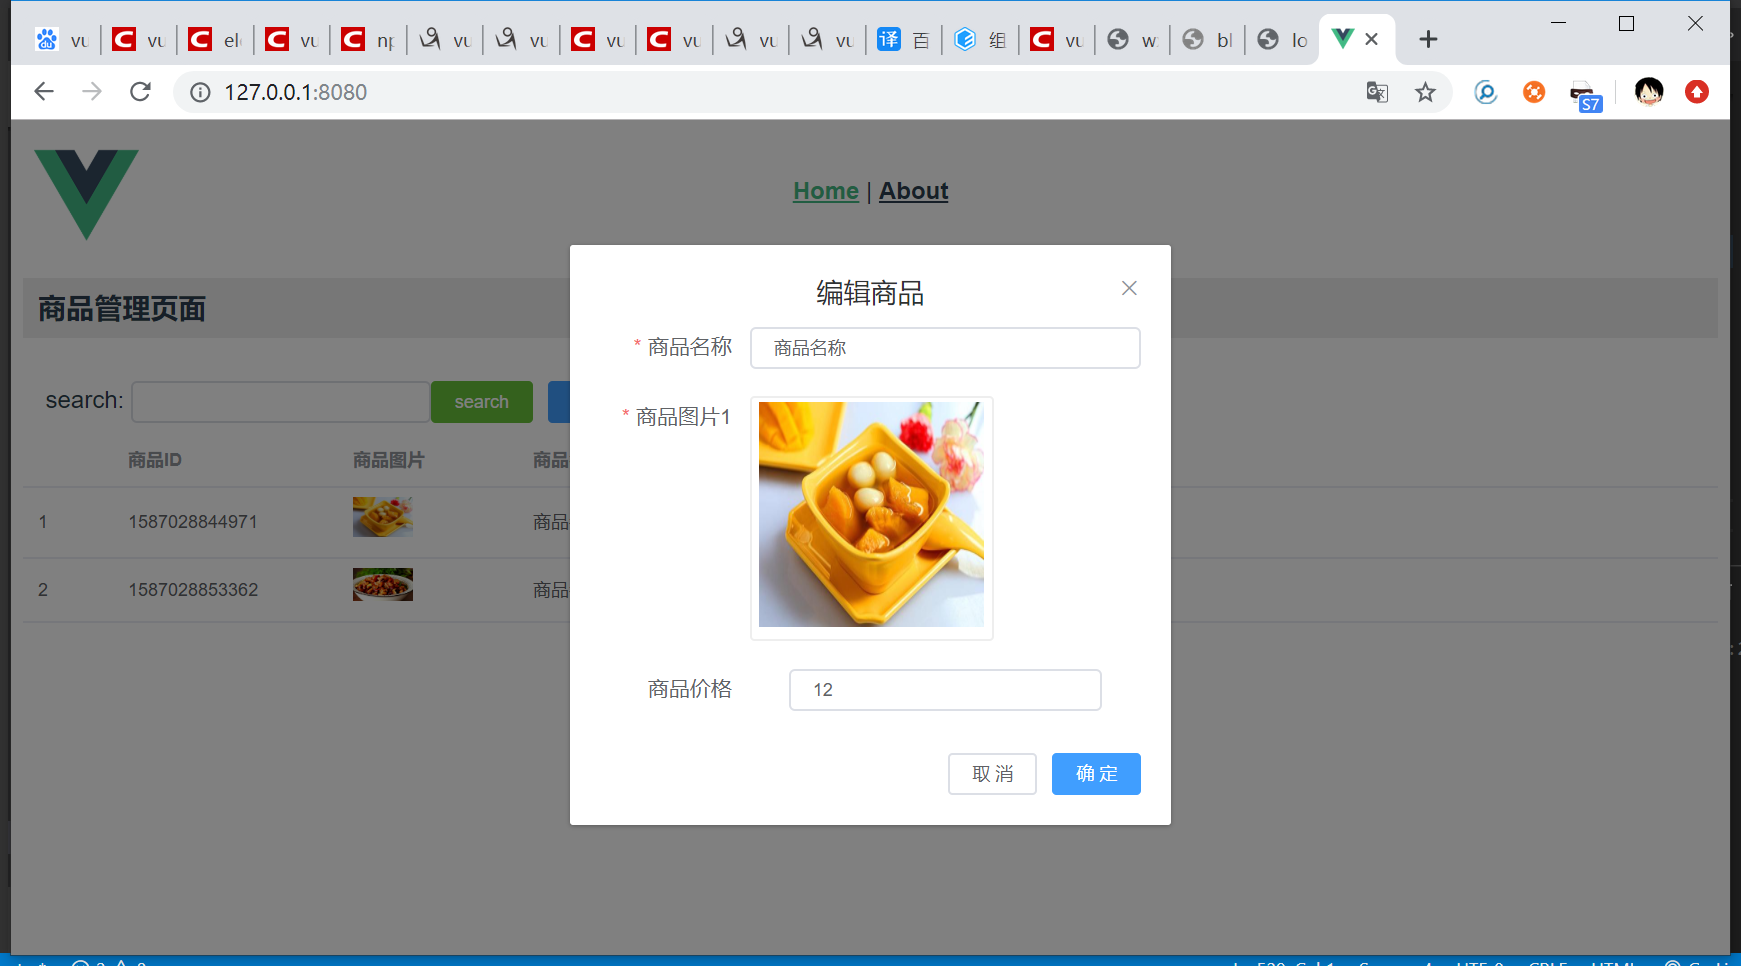 vu vu el vu np vu vu vu vu vu vu 百 组 vu w bl lo
127.0.0.1:8080
S7
Home | About
商品管理页面
编辑商品
* 商品名称 商品名称
search: search
* 商品图片1
商品ID 商品图片 商品
1 1587028844971 商品
2 1587028853362 商品
商品价格 12
取 消 确 定